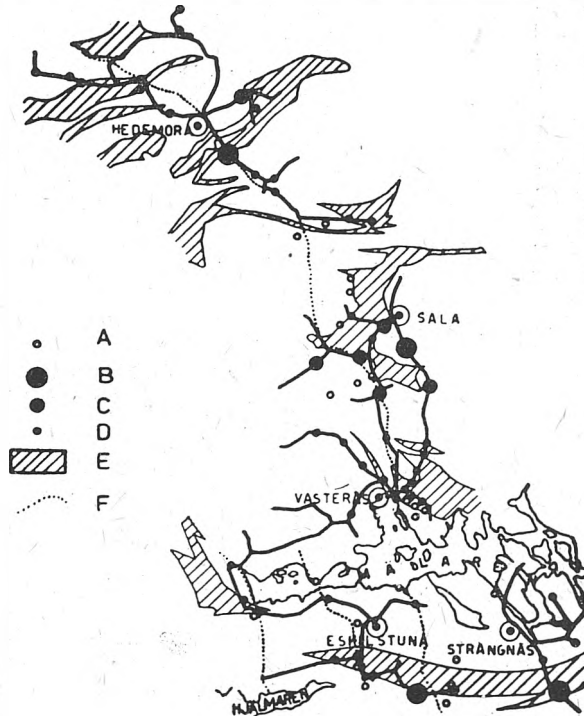 HEDEMORA
SALA
A
B
C
D
E
F
VÄSTERÅS
MÄLAREN
ESKILSTUNA
STRÄNGNÄS
HJÄLMAREN